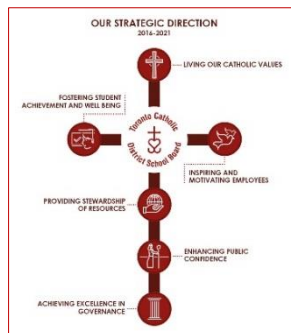 OUR STRATEGIC DIRECTION
2016-2021
LIVING OUR CATHOLIC VALUES
FOSTERING STUDENT
ACHIEVEMENT AND WELL BEING
Toronto Catholic
District School Board
INSPIRING AND
MOTIVATING EMPLOYEES
PROVIDING STEWARDSHIP
OF RESOURCES
ENHANCING PUBLIC
CONFIDENCE
ACHIEVING EXCELLENCE IN
GOVERNANCE